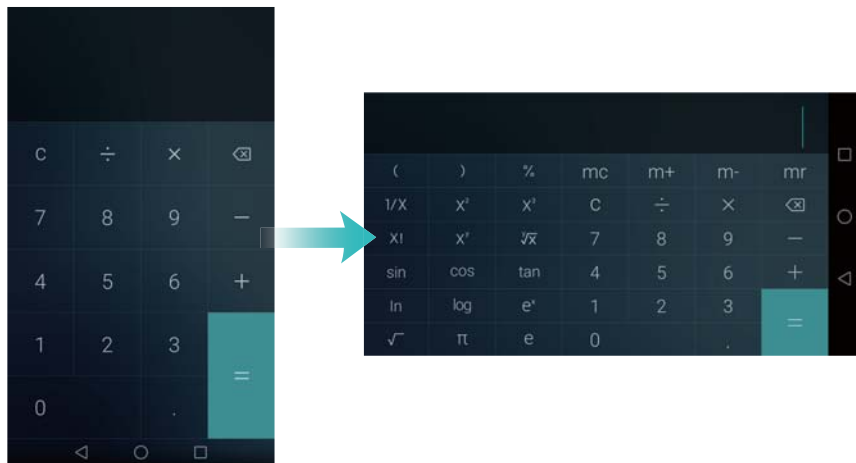 C ÷ ×
7 8 9 −
4 5 6 +
1 2 3 =
0 .
( ) % mc m+ m- mr
1/X X² X³ C ÷ ×
X! Xʸ ʸ√x 7 8 9 −
sin cos tan 4 5 6 +
ln log eˣ 1 2 3 =
√ π e 0 .